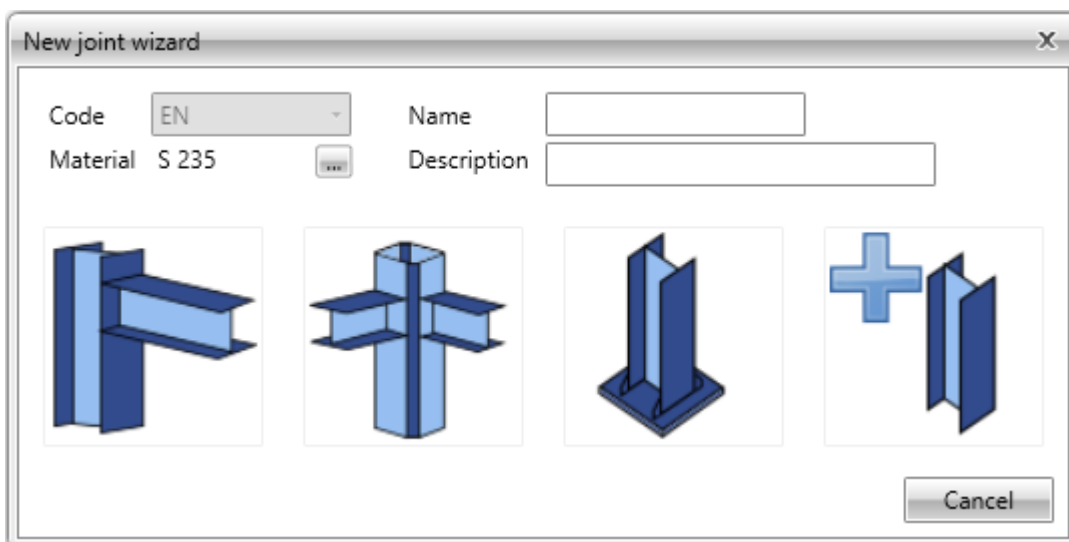 New joint wizard x
Code EN Name
Material S 235 ... Description
Cancel